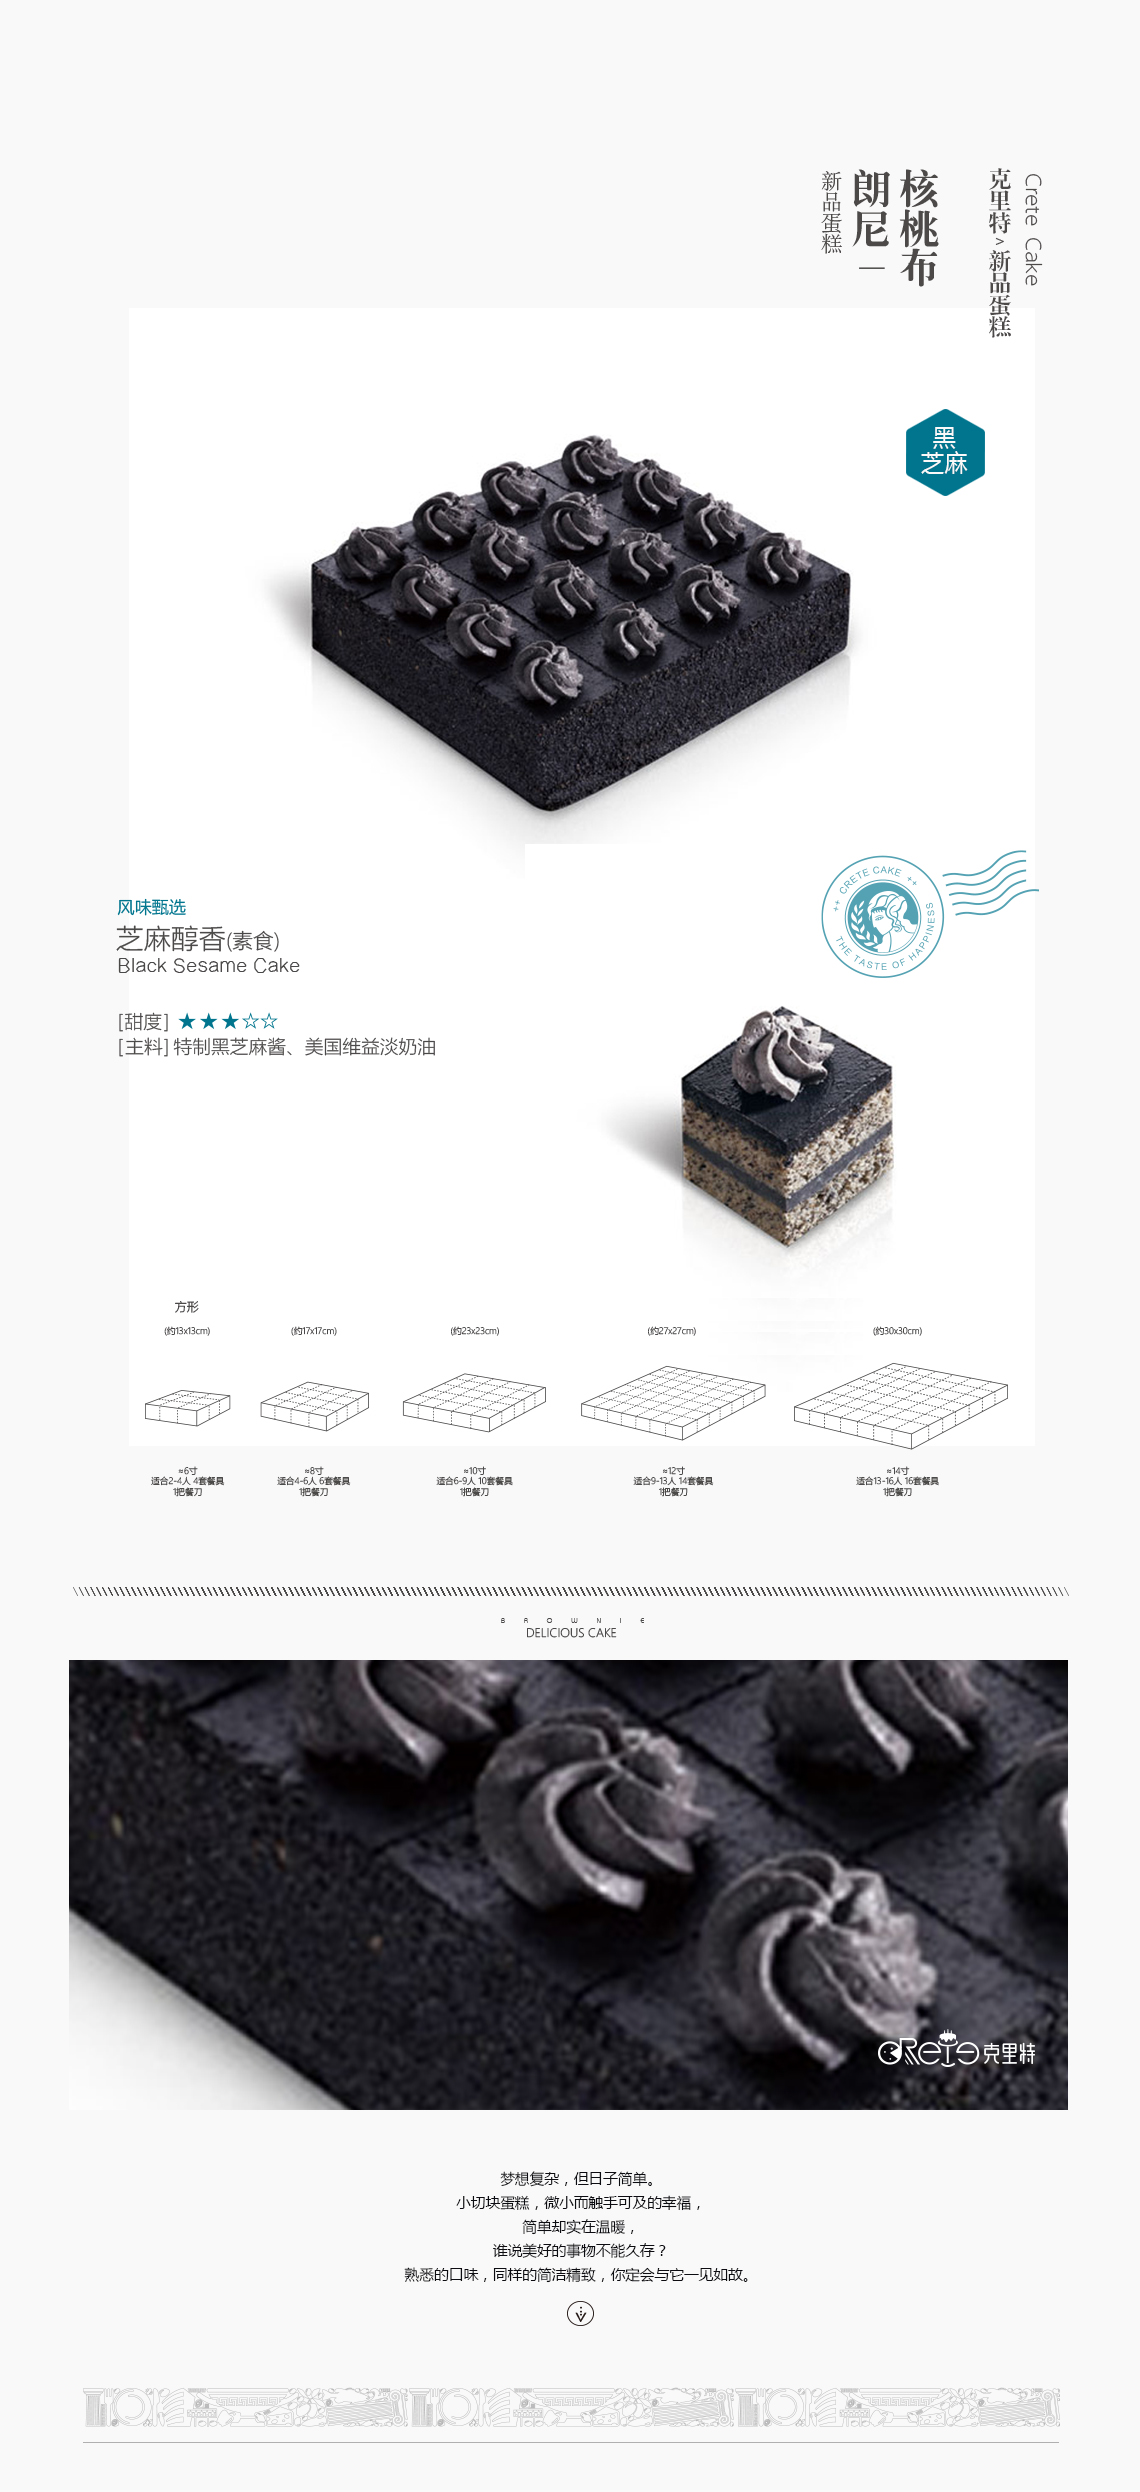 Crete Cake
克里特>新品蛋糕
核桃布
朗尼—
新品蛋糕
黑
芝麻
++ CRETE CAKE ++
THE TASTE OF HAPPINESS
风味甄选
芝麻醇香(素食)
Black Sesame Cake
[甜度] ★★★☆☆
[主料] 特制黑芝麻酱、美国维益淡奶油
方形
(约13x13cm)
(约17x17cm)
(约23x23cm)
(约27x27cm)
(约30x30cm)
≈6寸
适合2-4人 4套餐具
1把餐刀
≈8寸
适合4-6人 6套餐具
1把餐刀
≈10寸
适合6-9人 10套餐具
1把餐刀
≈12寸
适合9-13人 14套餐具
1把餐刀
≈14寸
适合13-16人 16套餐具
1把餐刀
BROWNIE
DELICIOUS CAKE
CReTe克里特
梦想复杂，但日子简单。
小切块蛋糕，微小而触手可及的幸福，
简单却实在温暖，
谁说美好的事物不能久存？
熟悉的口味，同样的简洁精致，你定会与它一见如故。